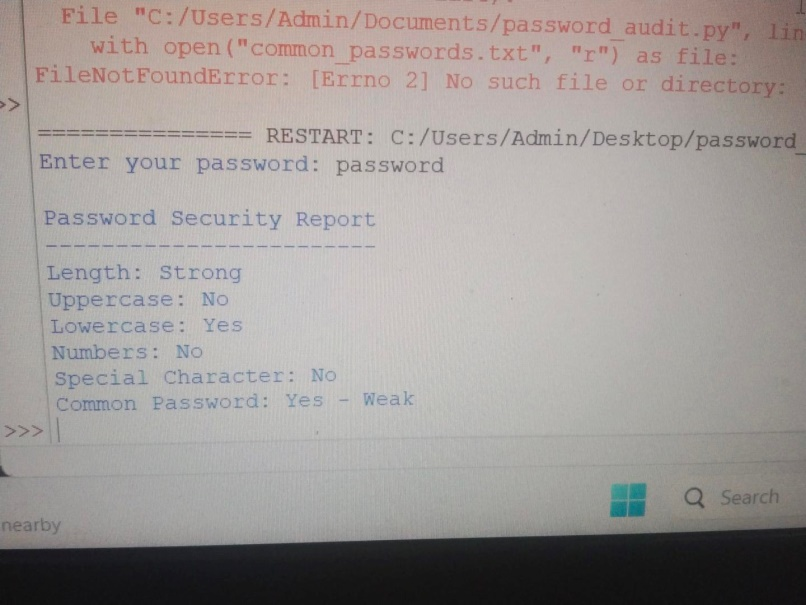 File "C:/Users/Admin/Documents/password_audit.py", lin
with open("common_passwords.txt", "r") as file:
FileNotFoundError: [Errno 2] No such file or directory:
>>
=============== RESTART: C:/Users/Admin/Desktop/password_
Enter your password: password
Password Security Report
------------------------
Length: Strong
Uppercase: No
Lowercase: Yes
Numbers: No
Special Character: No
Common Password: Yes - Weak
>>>
Search
nearby